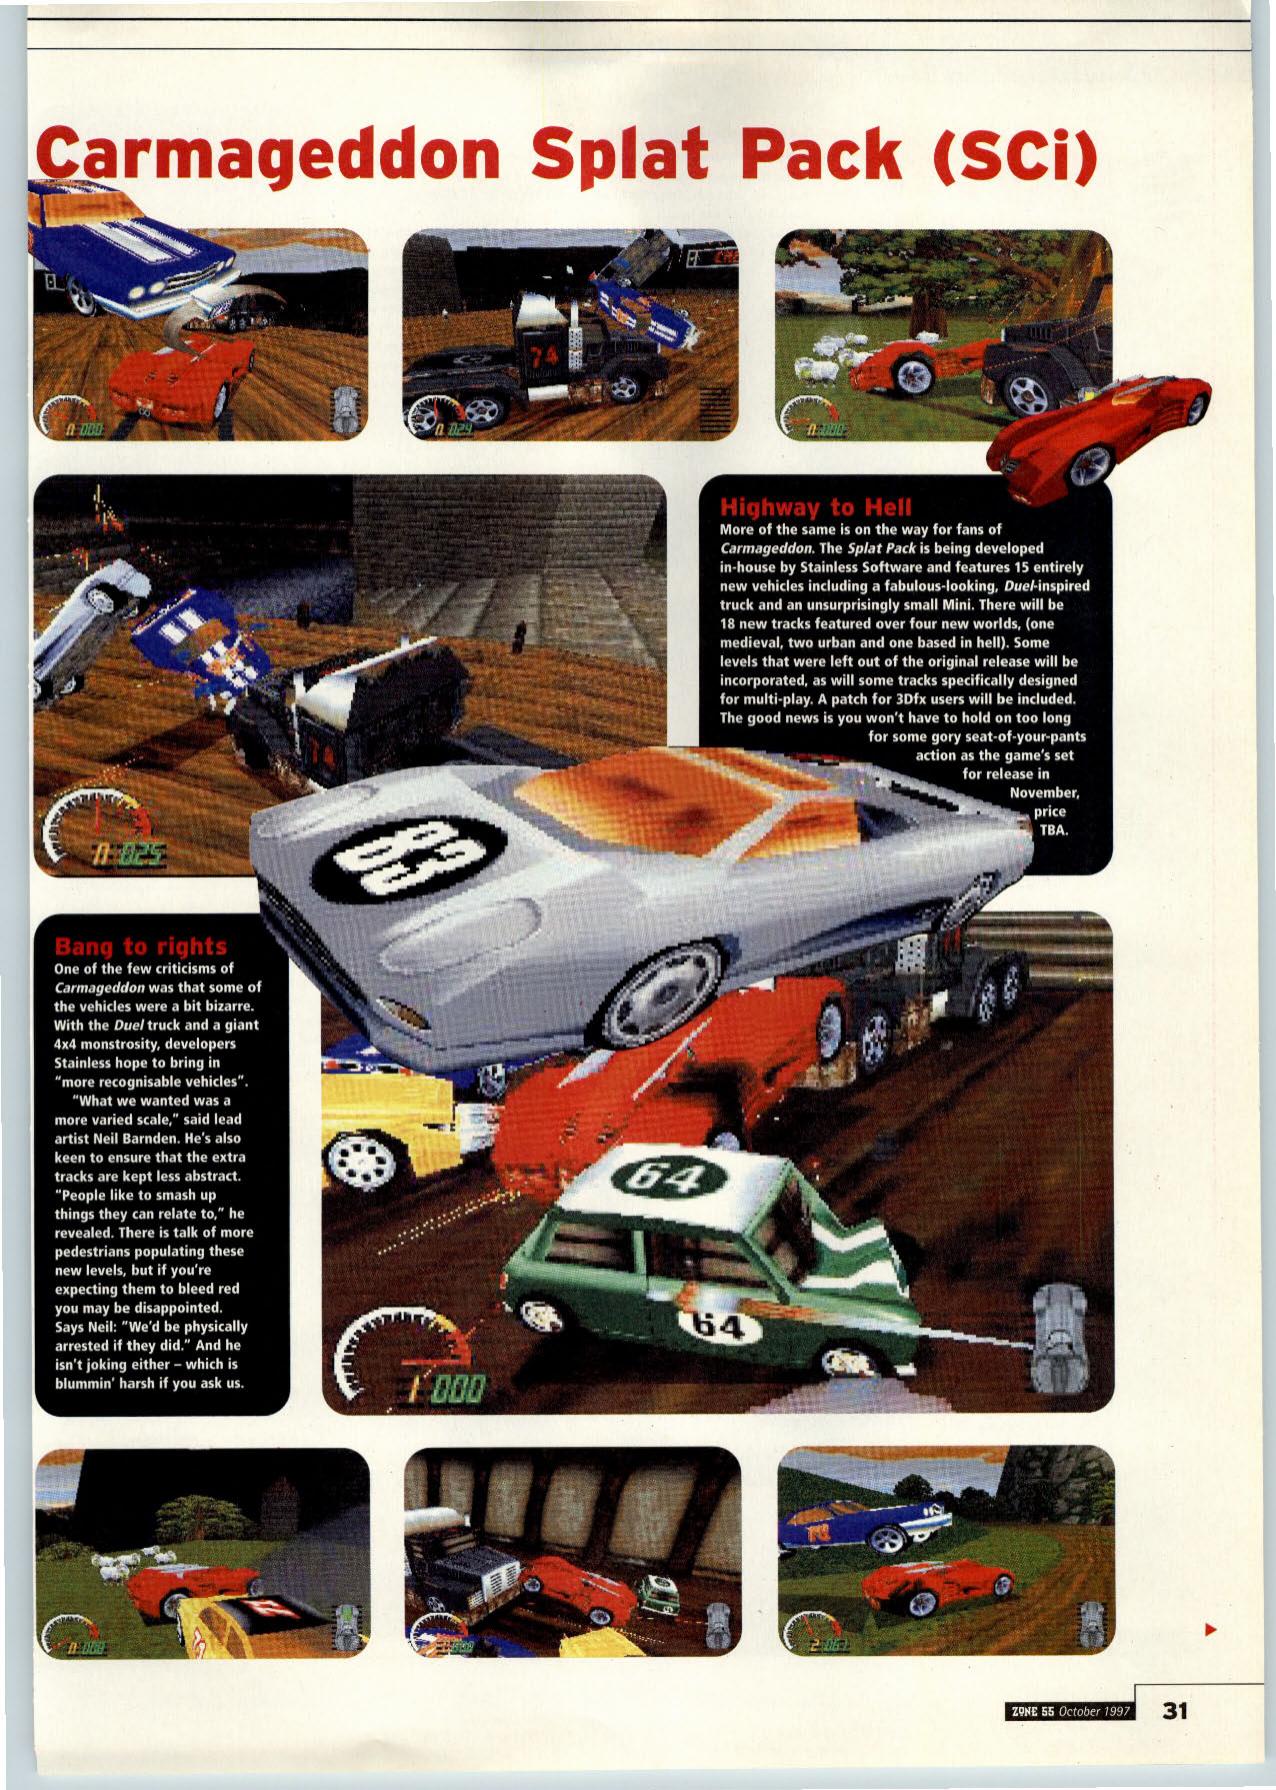 Carmageddon Splat Pack (SCi)
74
Highway to Hell
More of the same is on the way for fans of
Carmageddon. The Splat Pack is being developed
in-house by Stainless Software and features 15 entirely
new vehicles including a fabulous-looking, Duel-inspired
truck and an unsurprisingly small Mini. There will be
18 new tracks featured over four new worlds, (one
medieval, two urban and one based in hell). Some
levels that were left out of the original release will be
incorporated, as will some tracks specifically designed
for multi-play. A patch for 3Dfx users will be included.
The good news is you won't have to hold on too long
for some gory seat-of-your-pants
action as the game's set
for release in
November,
price
TBA.
n 025
83
Bang to rights
One of the few criticisms of
Carmageddon was that some of
the vehicles were a bit bizarre.
With the Duel truck and a giant
4x4 monstrosity, developers
Stainless hope to bring in
"more recognisable vehicles".
"What we wanted was a
more varied scale," said lead
artist Neil Barnden. He's also
keen to ensure that the extra
tracks are kept less abstract.
"People like to smash up
things they can relate to," he
revealed. There is talk of more
pedestrians populating these
new levels, but if you're
expecting them to bleed red
you may be disappointed.
Says Neil: "We'd be physically
arrested if they did." And he
isn't joking either – which is
blummin' harsh if you ask us.
64
64
1 000
ZONE 55 October 1997
31